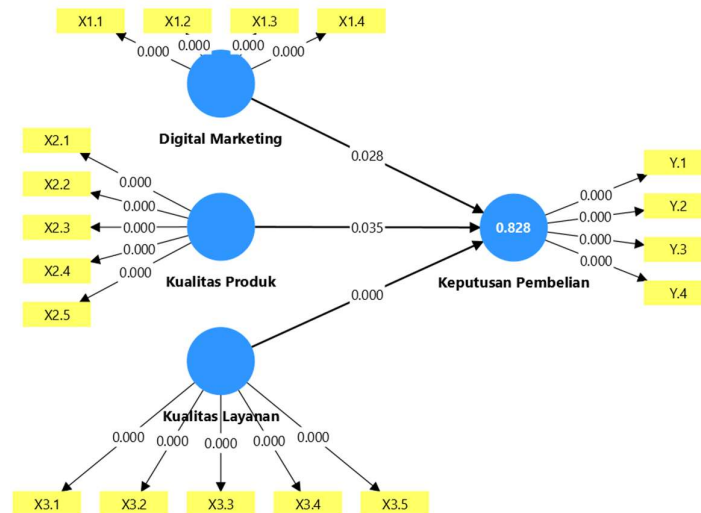 X1.1
X1.2
X1.3
X1.4
0.000
0.000
0.000
0.000
Digital Marketing
0.028
X2.1
X2.2
X2.3
X2.4
X2.5
0.000
0.000
0.000
0.000
0.000
Kualitas Produk
0.035
0.828
Keputusan Pembelian
0.000
0.000
0.000
0.000
Y.1
Y.2
Y.3
Y.4
0.000
Kualitas Layanan
0.000
0.000
0.000
0.000
0.000
X3.1
X3.2
X3.3
X3.4
X3.5